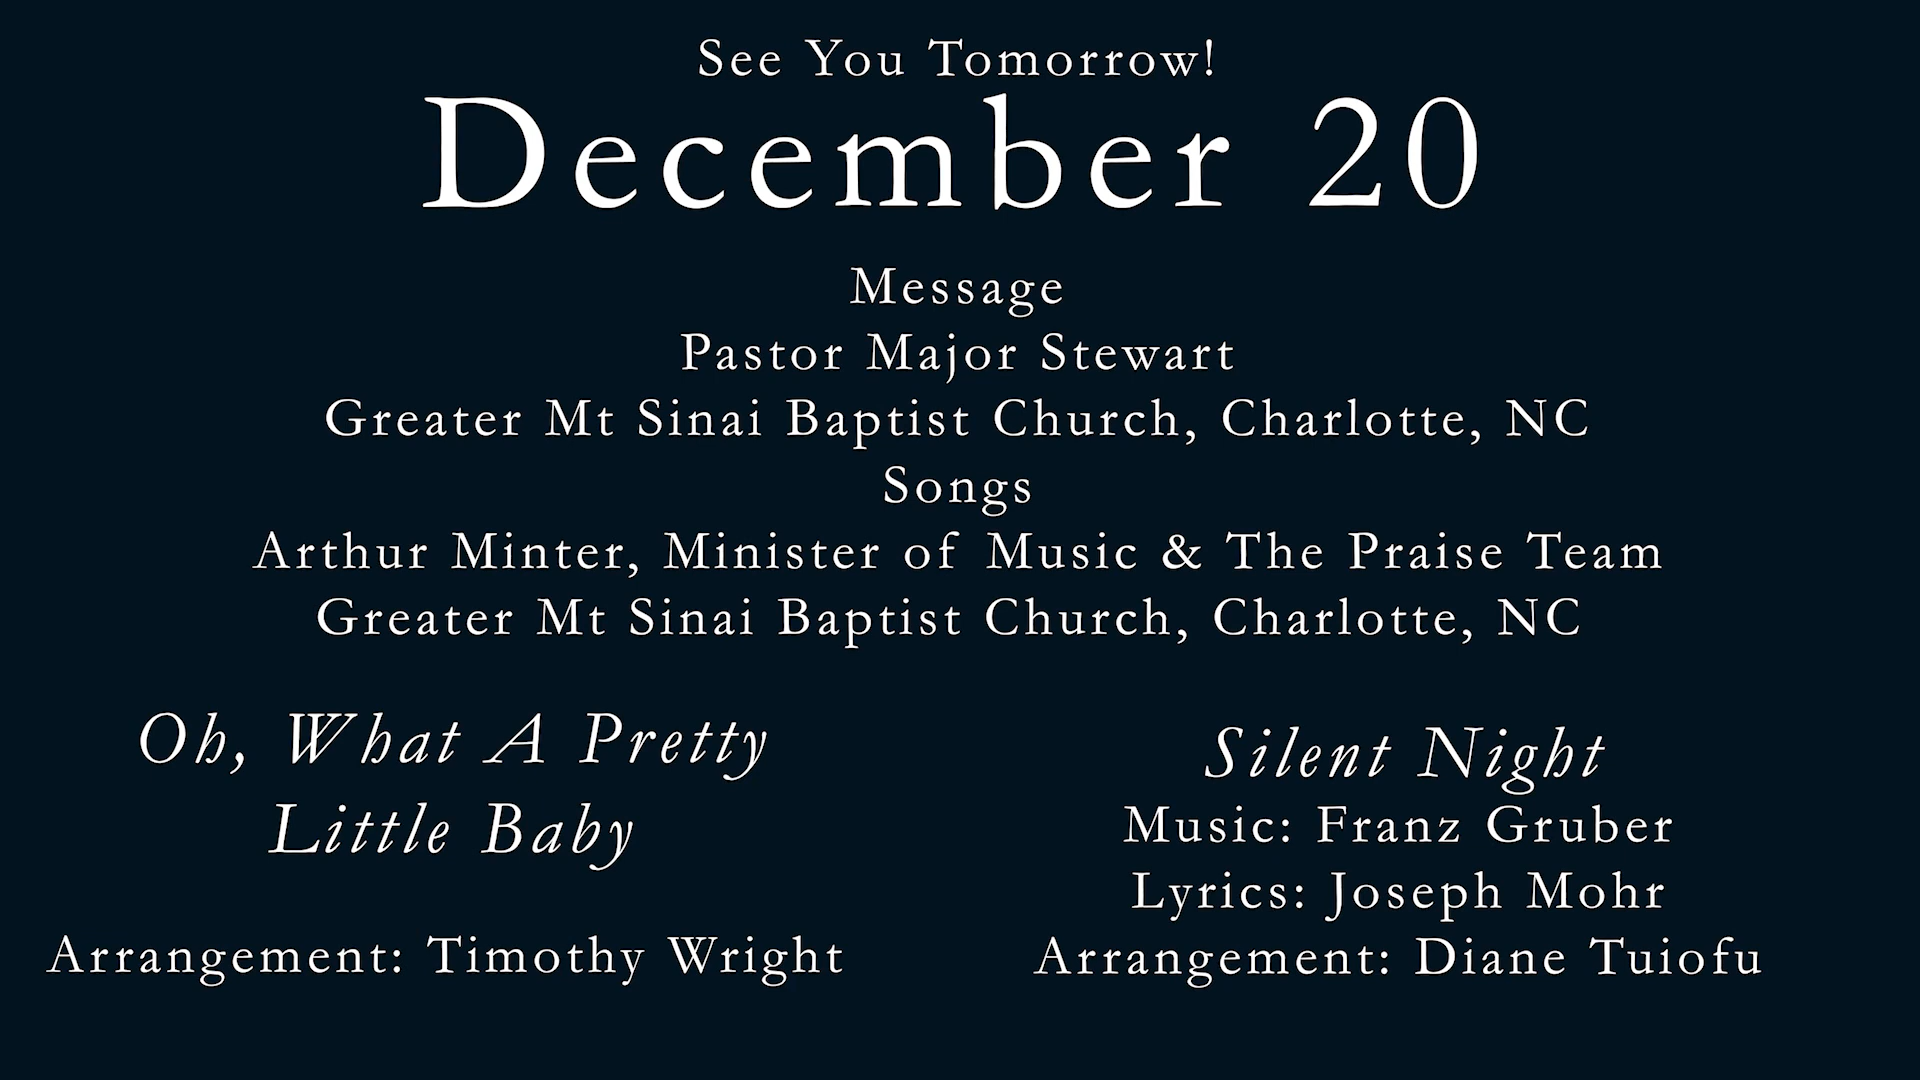 See You Tomorrow!
December 20
Message
Pastor Major Stewart
Greater Mt Sinai Baptist Church, Charlotte, NC
Songs
Arthur Minter, Minister of Music & The Praise Team
Greater Mt Sinai Baptist Church, Charlotte, NC
Oh, What A Pretty
Little Baby
Arrangement: Timothy Wright
Silent Night
Music: Franz Gruber
Lyrics: Joseph Mohr
Arrangement: Diane Tuiofu